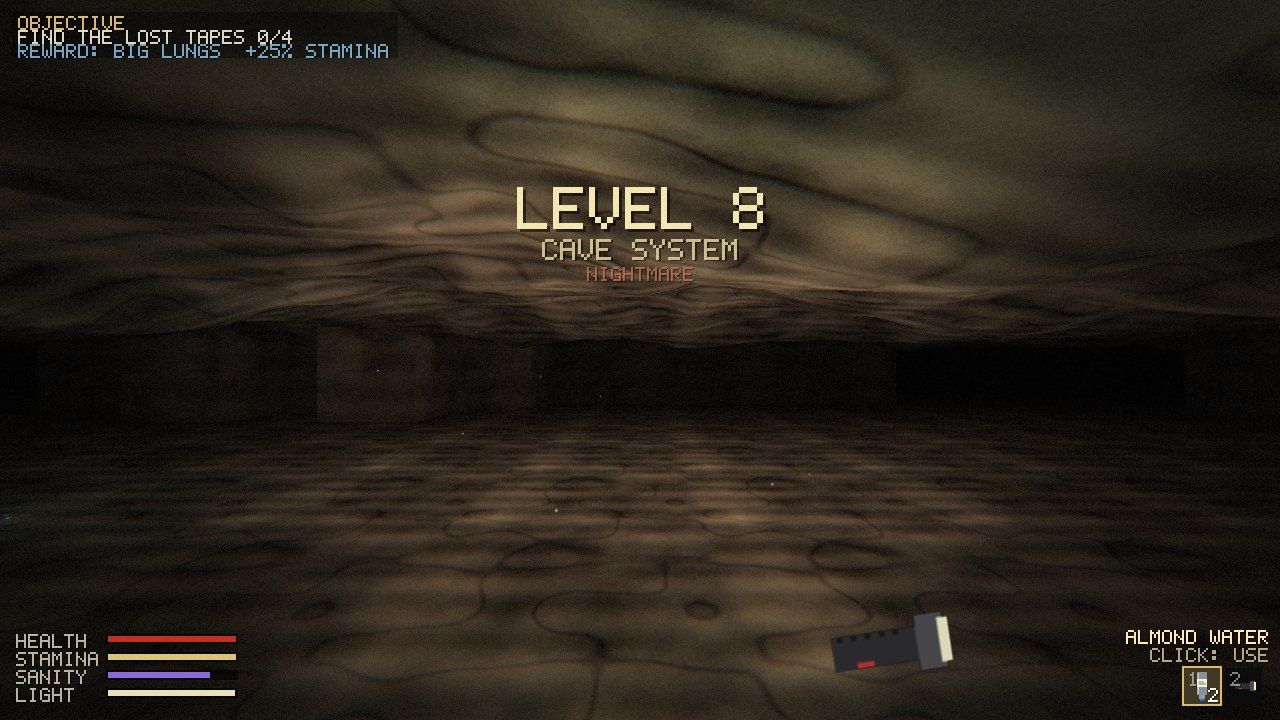 OBJECTIVE
FIND THE LOST TAPES 0/4
REWARD: BIG LUNGS +25% STAMINA
LEVEL 8
CAVE SYSTEM
NIGHTMARE
HEALTH
STAMINA
SANITY
LIGHT
ALMOND WATER
CLICK: USE
1 2 2